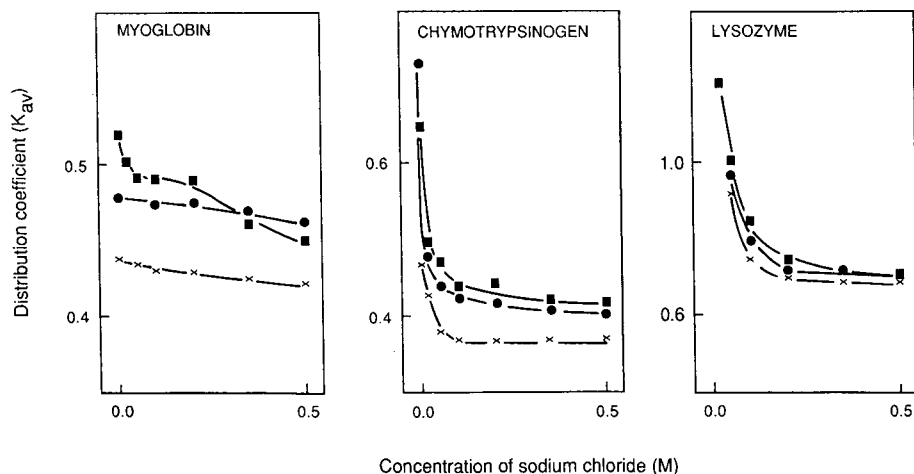 MYOGLOBIN
CHYMOTRYPSINOGEN
LYSOZYME
Distribution coefficient (Kav)
0.5
0.4
0.0
0.5
0.6
0.4
0.0
0.5
1.0
0.6
0.0
0.5
Concentration of sodium chloride (M)